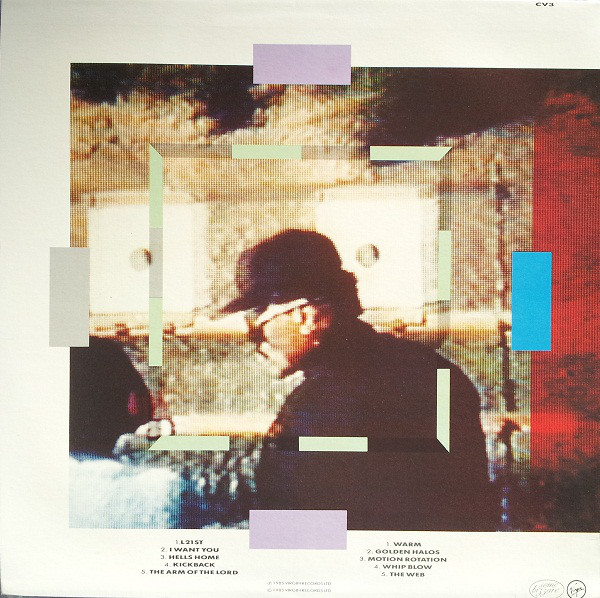 CV3
1. L21ST
2. I WANT YOU
3. HELLS HOME
4. KICKBACK
5. THE ARM OF THE LORD
1. WARM
2. GOLDEN HALOS
3. MOTION ROTATION
4. WHIP BLOW
5. THE WEB
℗ 1985 VIRGIN RECORDS LTD
© 1985 VIRGIN RECORDS LTD
some
bizzare
Virgin